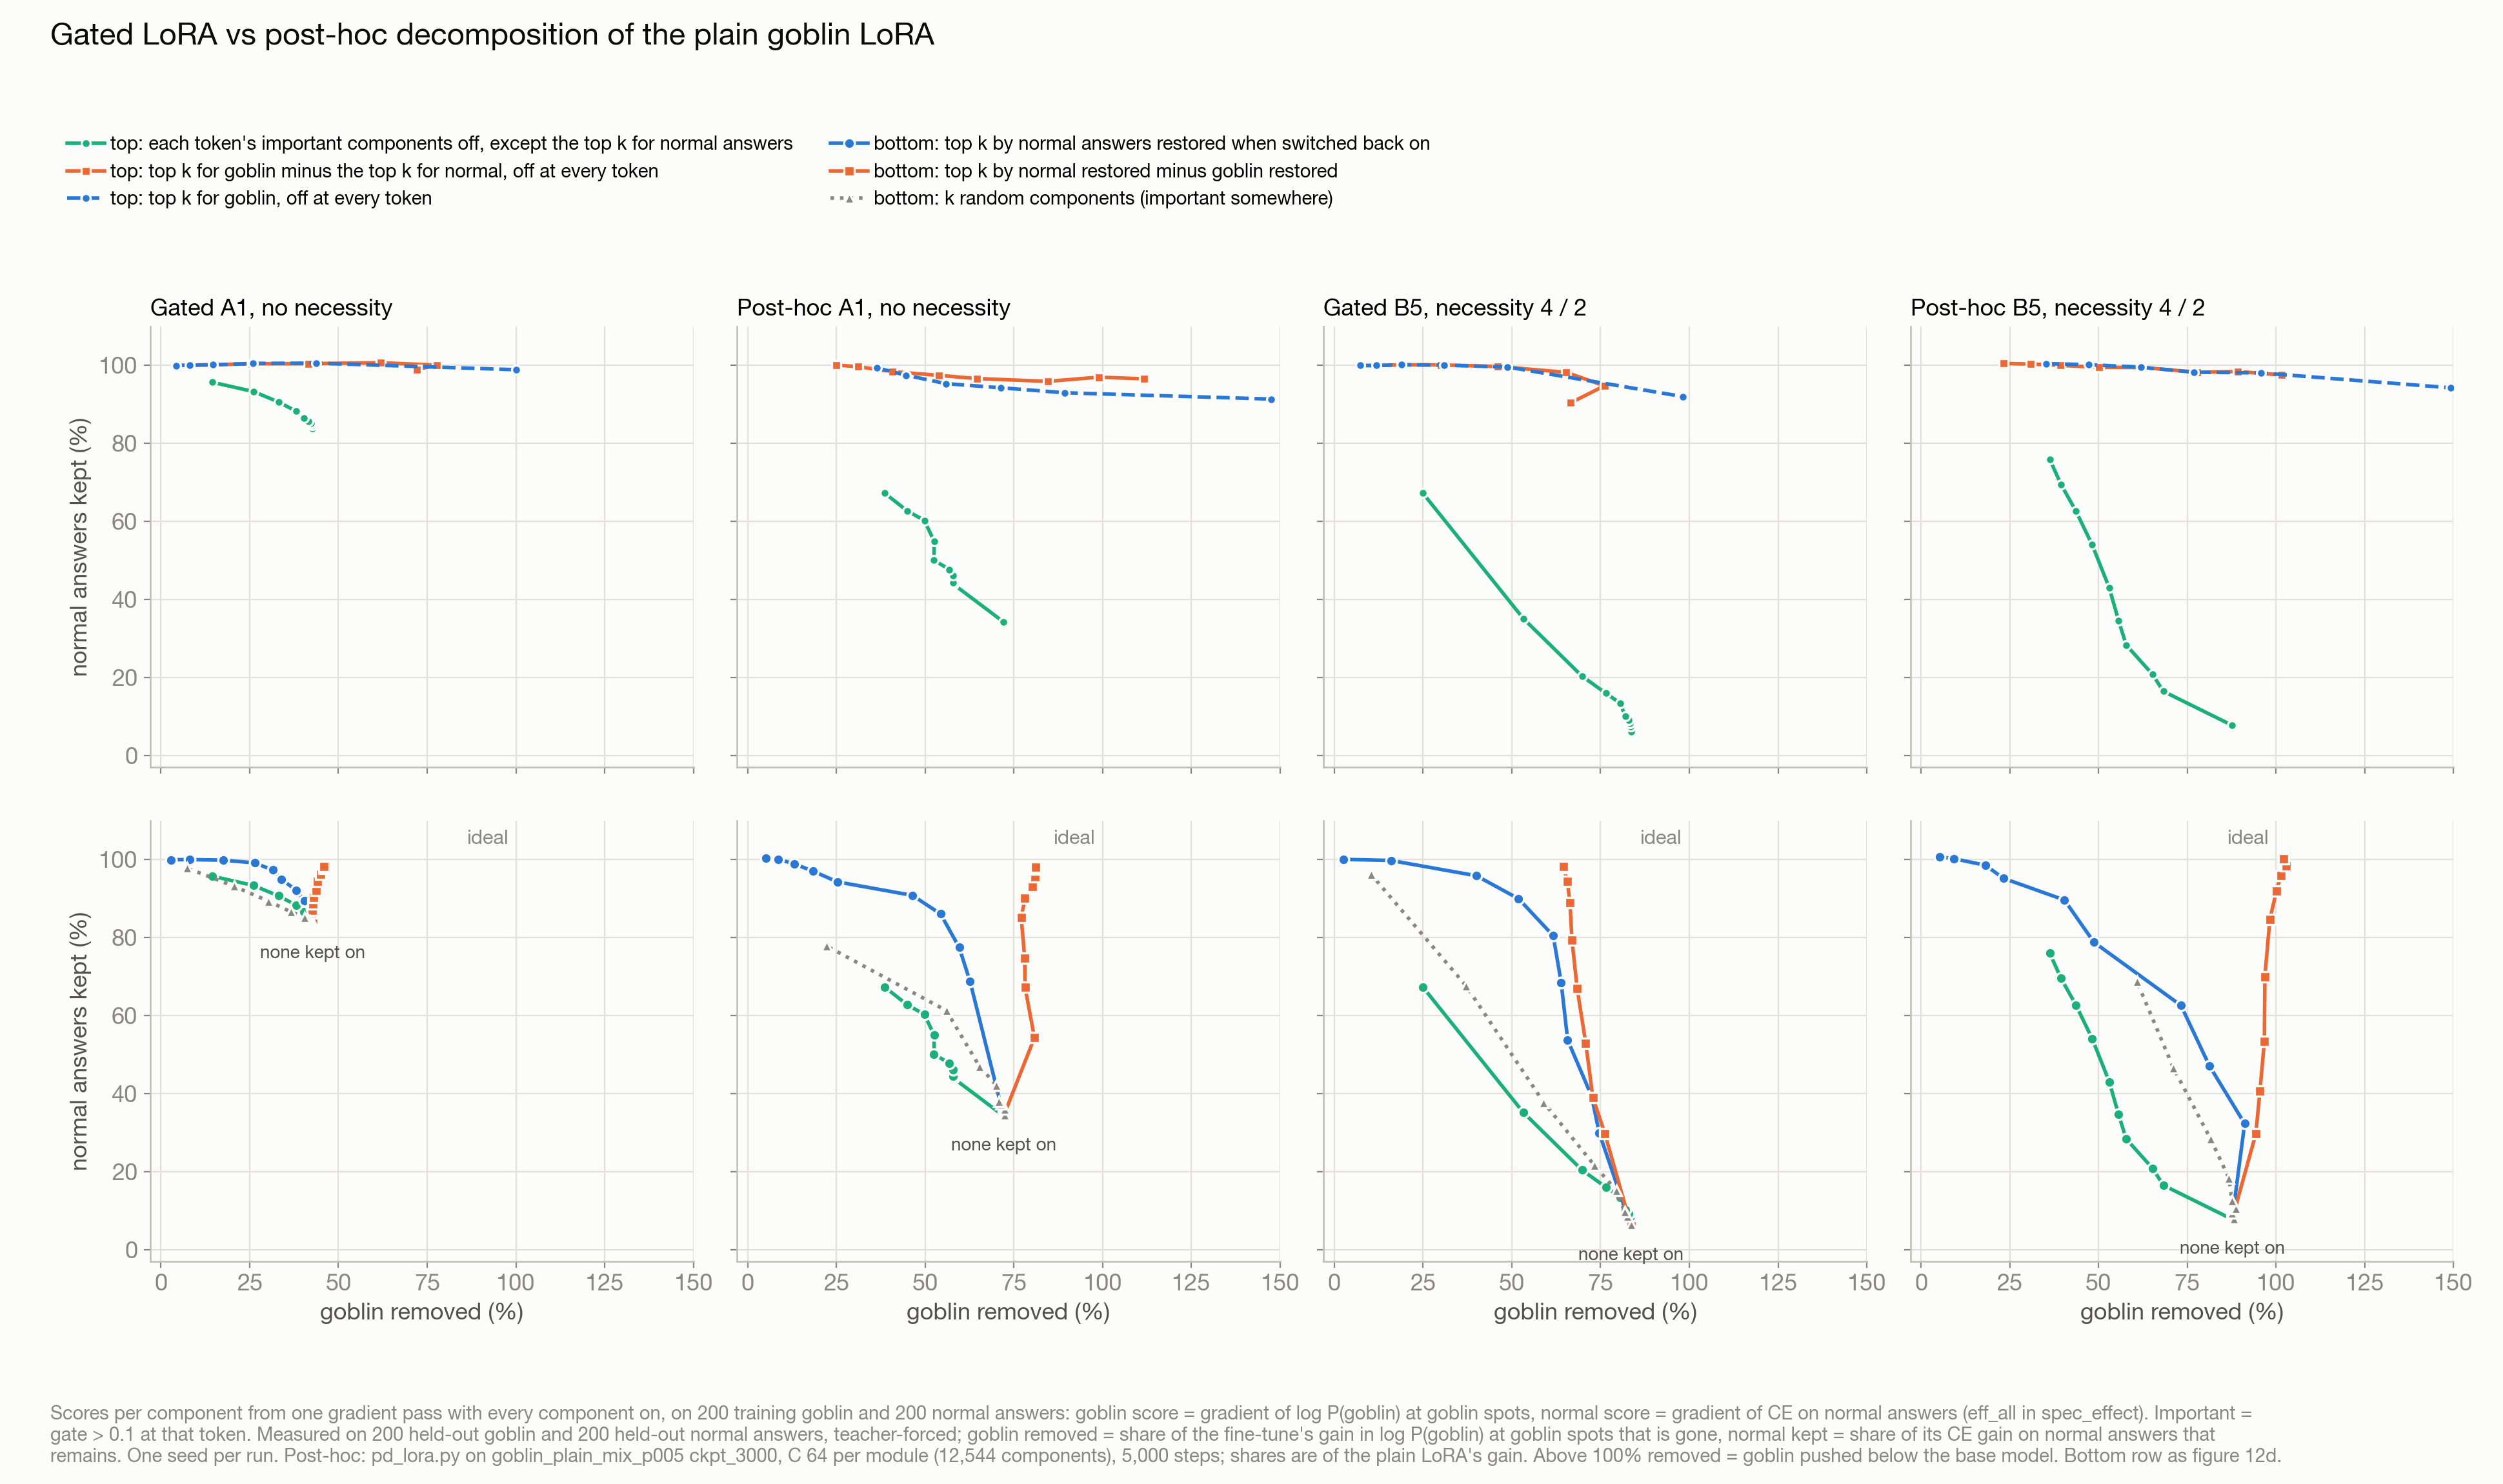 Gated LoRA vs post-hoc decomposition of the plain goblin LoRA
top: each token's important components off, except the top k for normal answers
top: top k for goblin minus the top k for normal, off at every token
top: top k for goblin, off at every token
bottom: top k by normal answers restored when switched back on
bottom: top k by normal restored minus goblin restored
bottom: k random components (important somewhere)
Gated A1, no necessity
Post-hoc A1, no necessity
Gated B5, necessity 4 / 2
Post-hoc B5, necessity 4 / 2
normal answers kept (%)
100
80
60
40
20
0
ideal
ideal
ideal
ideal
normal answers kept (%)
100
80
60
40
20
0
none kept on
none kept on
none kept on
none kept on
0 25 50 75 100 125 150
0 25 50 75 100 125 150
0 25 50 75 100 125 150
0 25 50 75 100 125 150
goblin removed (%)
goblin removed (%)
goblin removed (%)
goblin removed (%)
Scores per component from one gradient pass with every component on, on 200 training goblin and 200 normal answers: goblin score = gradient of log P(goblin) at goblin spots, normal score = gradient of CE on normal answers (eff_all in spec_effect). Important =
gate > 0.1 at that token. Measured on 200 held-out goblin and 200 held-out normal answers, teacher-forced; goblin removed = share of the fine-tune's gain in log P(goblin) at goblin spots that is gone, normal kept = share of its CE gain on normal answers that
remains. One seed per run. Post-hoc: pd_lora.py on goblin_plain_mix_p005 ckpt_3000, C 64 per module (12,544 components), 5,000 steps; shares are of the plain LoRA's gain. Above 100% removed = goblin pushed below the base model. Bottom row as figure 12d.